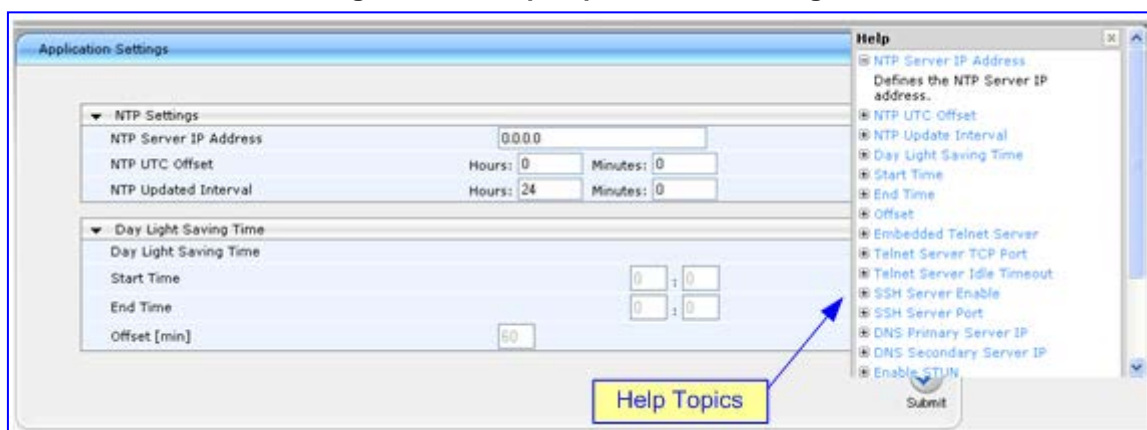 Application Settings
NTP Settings
NTP Server IP Address 0.0.0.0
NTP UTC Offset Hours: 0 Minutes: 0
NTP Updated Interval Hours: 24 Minutes: 0
Day Light Saving Time
Day Light Saving Time
Start Time 0 : 0
End Time 0 : 0
Offset [min] 60
Help
NTP Server IP Address
Defines the NTP Server IP
address.
NTP UTC Offset
NTP Update Interval
Day Light Saving Time
Start Time
End Time
Offset
Embedded Telnet Server
Telnet Server TCP Port
Telnet Server Idle Timeout
SSH Server Enable
SSH Server Port
DNS Primary Server IP
DNS Secondary Server IP
Enable STUN
Help Topics
Submit